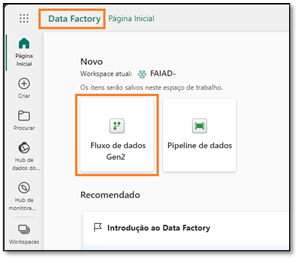 Data Factory Página Inicial
Página
Inicial
Criar
Procurar
Hub de
dados do...
Hub de
monitora...
Workspaces
Novo
Workspace atual: FAIAD-
Os itens serão salvos neste espaço de trabalho.
Fluxo de dados
Gen2
Pipeline de dados
Recomendado
Introdução ao Data Factory